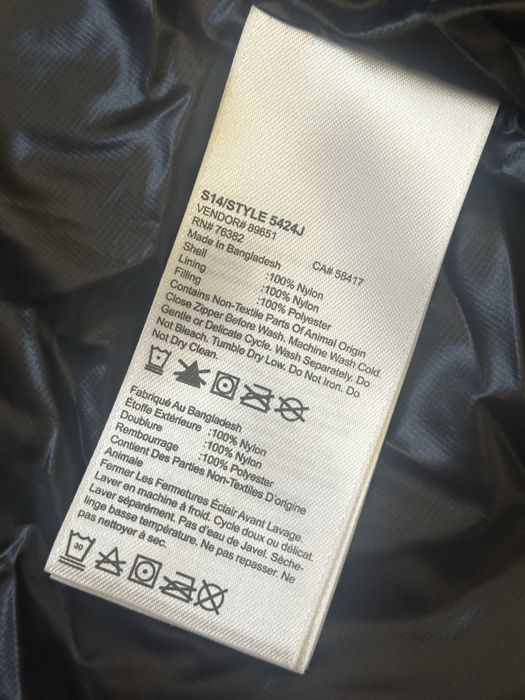 S14/STYLE 5424J
VENDOR# 89651
RN# 76382 CA# 58417
Made In Bangladesh
Shell :100% Nylon
Lining :100% Nylon
Filling :100% Polyester
Contains Non-Textile Parts Of Animal Origin
Close Zipper Before Wash. Machine Wash Cold.
Gentle or Delicate Cycle. Wash Separately. Do
Not Bleach. Tumble Dry Low. Do Not Iron. Do
Not Dry Clean.
Fabriqué Au Bangladesh
Étoffe Extérieure :100% Nylon
Doublure :100% Nylon
Rembourrage :100% Polyester
Contient Des Parties Non-Textiles D'origine
Animale
Fermer Les Fermetures Éclair Avant Lavage.
Laver en machine á froid. Cycle doux ou délicat.
Laver séparément. Pas d'eau de Javel. Sèche-
linge basse température. Ne pas repasser. Ne
pas nettoyer á sec.
30